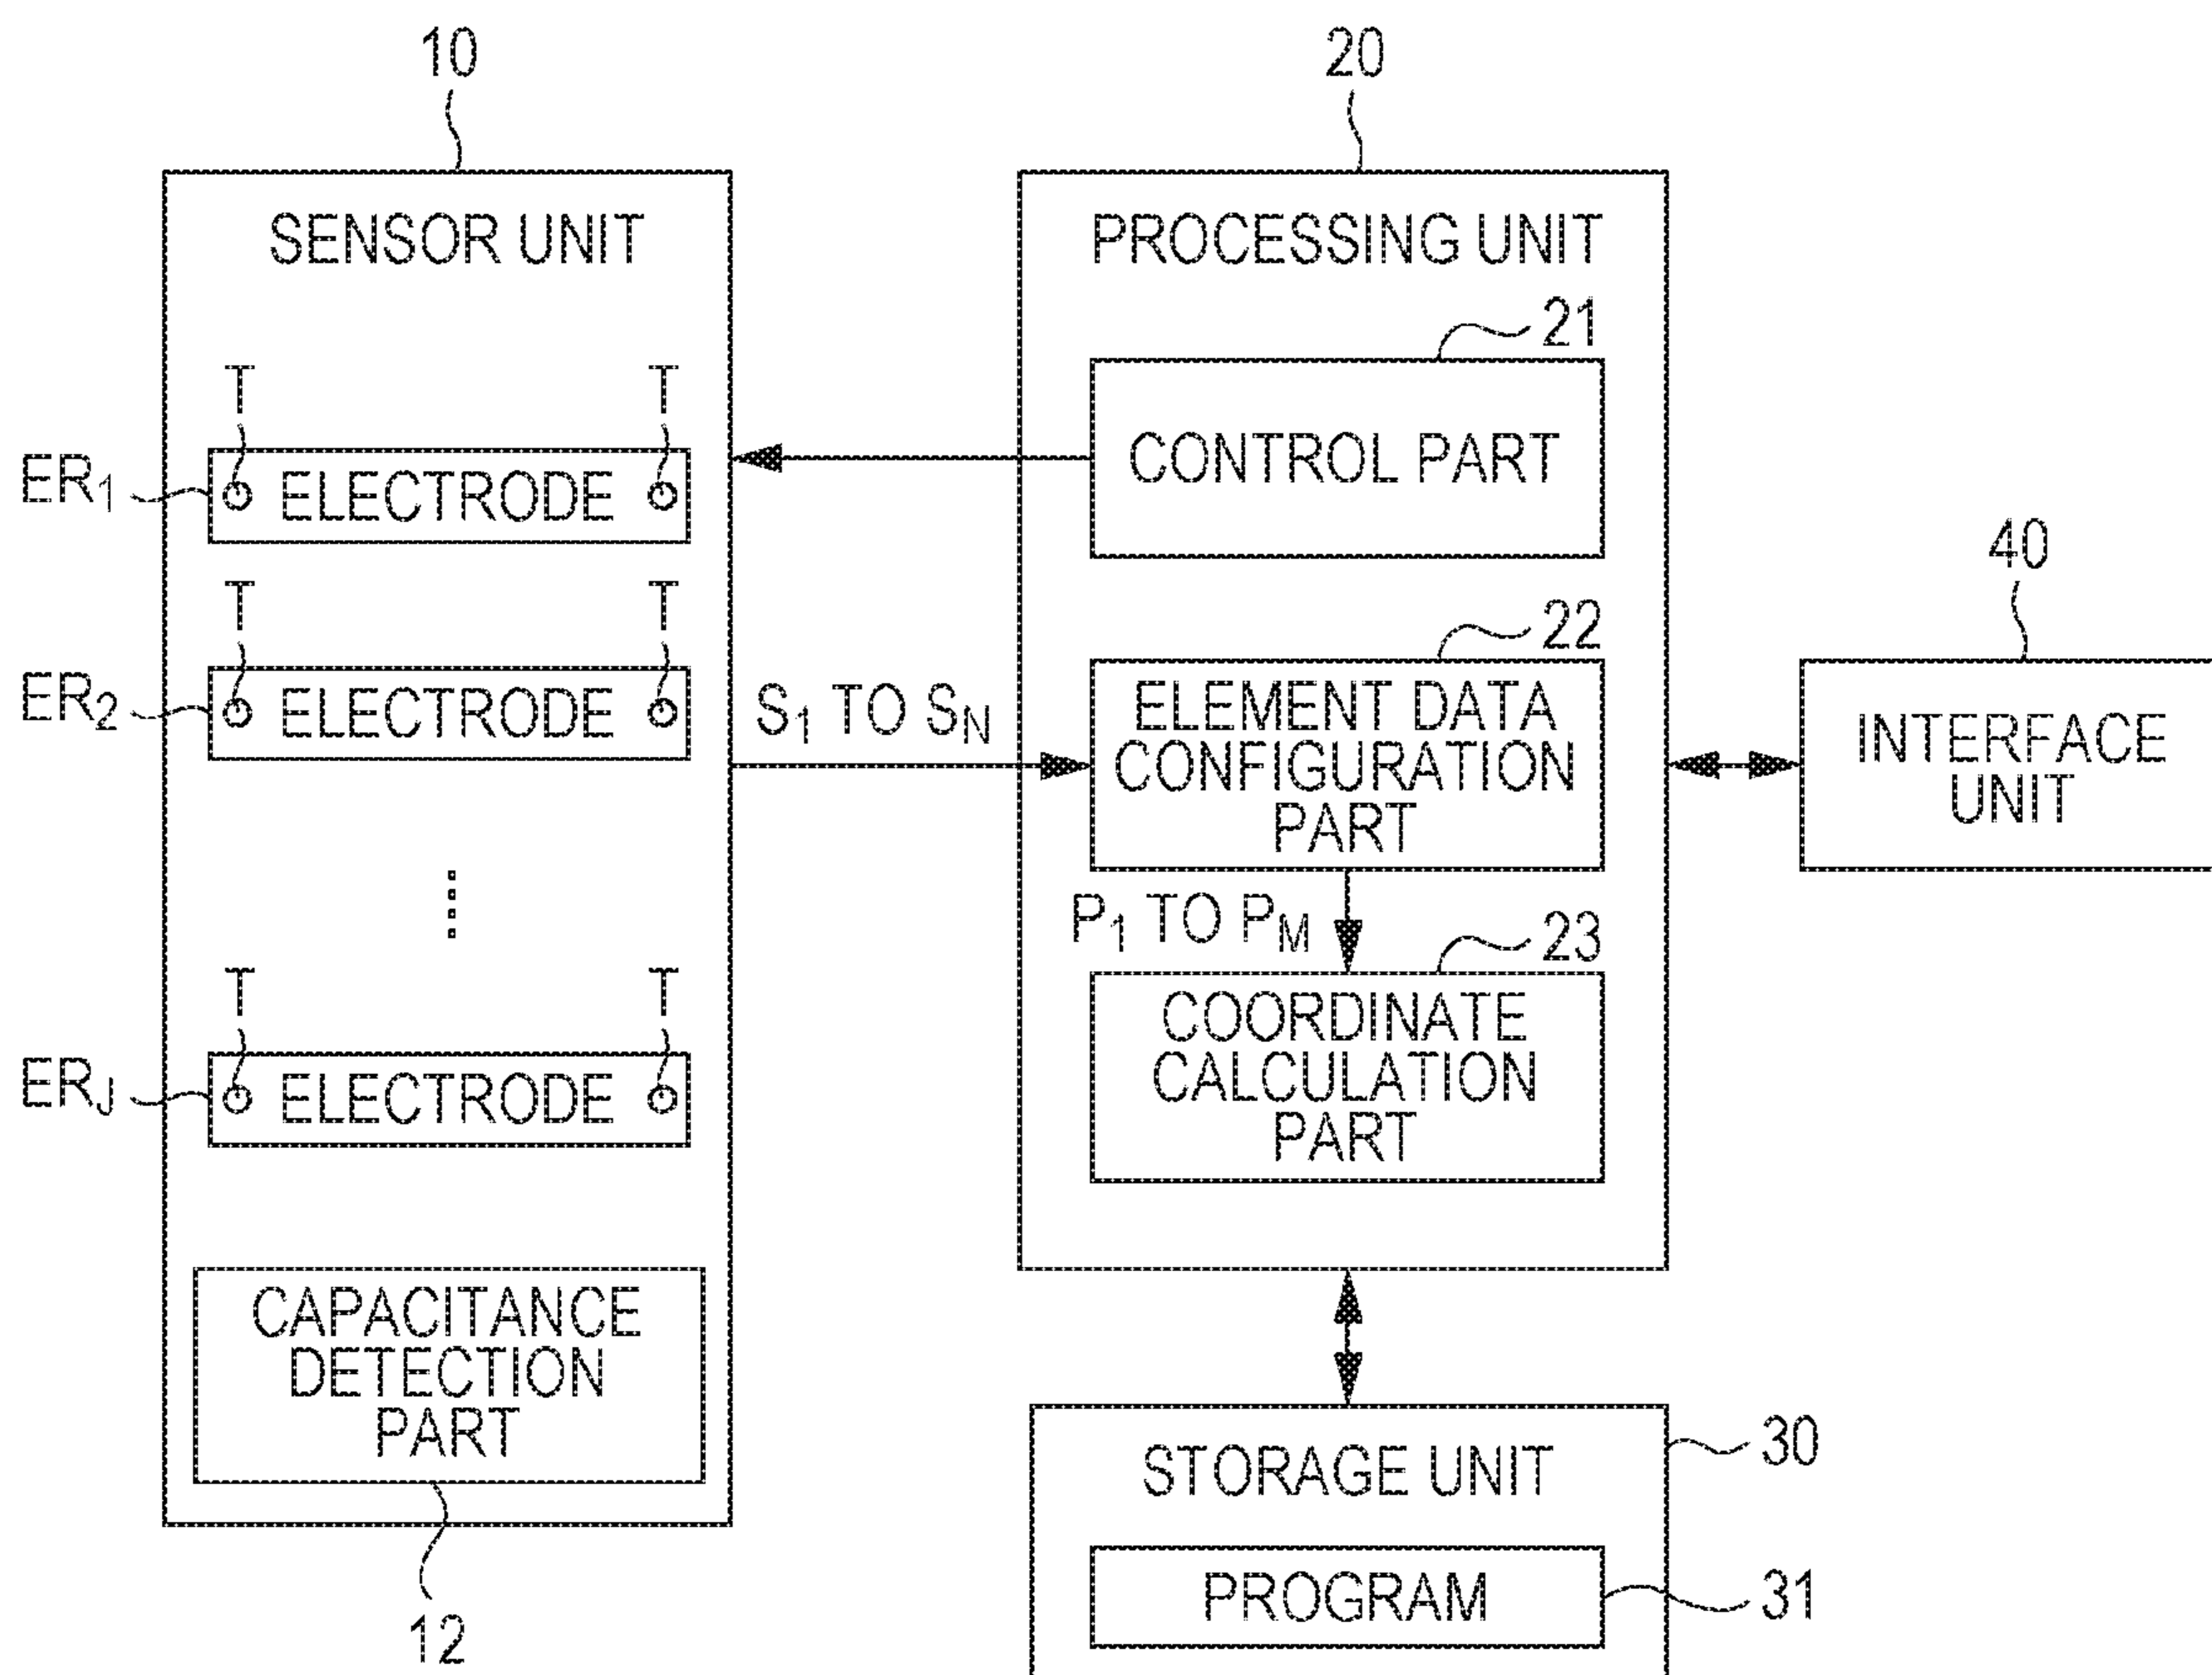 10
20
SENSOR UNIT
PROCESSING UNIT
21
CONTROL PART
T T
ER1 ELECTRODE
T T
ER2 ELECTRODE
S1 TO SN
22
ELEMENT DATA
CONFIGURATION
PART
40
INTERFACE
UNIT
P1 TO PM
23
COORDINATE
CALCULATION
PART
T T
ERJ ELECTRODE
CAPACITANCE
DETECTION
PART
12
STORAGE UNIT
30
PROGRAM
31